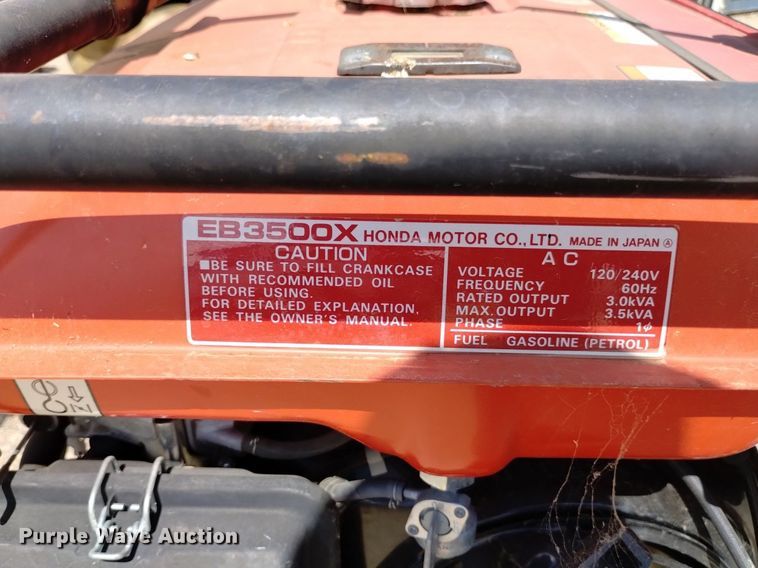 EB3500X HONDA MOTOR CO., LTD. MADE IN JAPAN Ⓐ
CAUTION
■BE SURE TO FILL CRANKCASE
WITH RECOMMENDED OIL
BEFORE USING.
FOR DETAILED EXPLANATION,
SEE THE OWNER'S MANUAL.
AC
VOLTAGE 120/240V
FREQUENCY 60Hz
RATED OUTPUT 3.0kVA
MAX. OUTPUT 3.5kVA
PHASE 1ϕ
FUEL GASOLINE (PETROL)
Purple Wave Auction